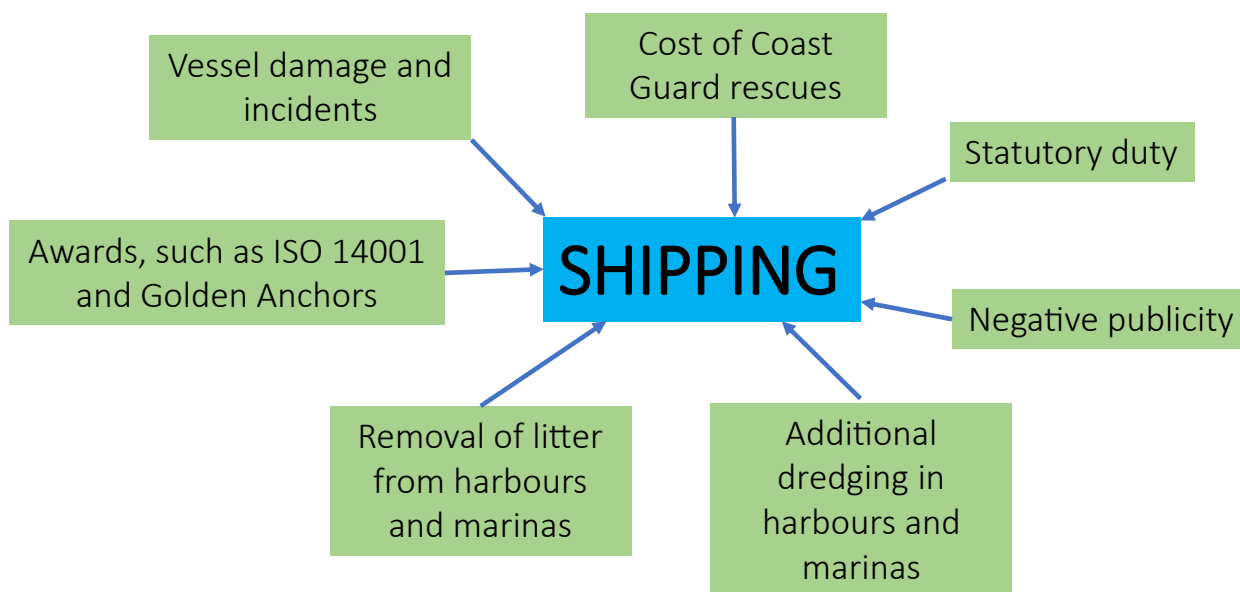 Vessel damage and
incidents
Cost of Coast
Guard rescues
Statutory duty
Awards, such as ISO 14001
and Golden Anchors
SHIPPING
Negative publicity
Removal of litter
from harbours
and marinas
Additional
dredging in
harbours and
marinas